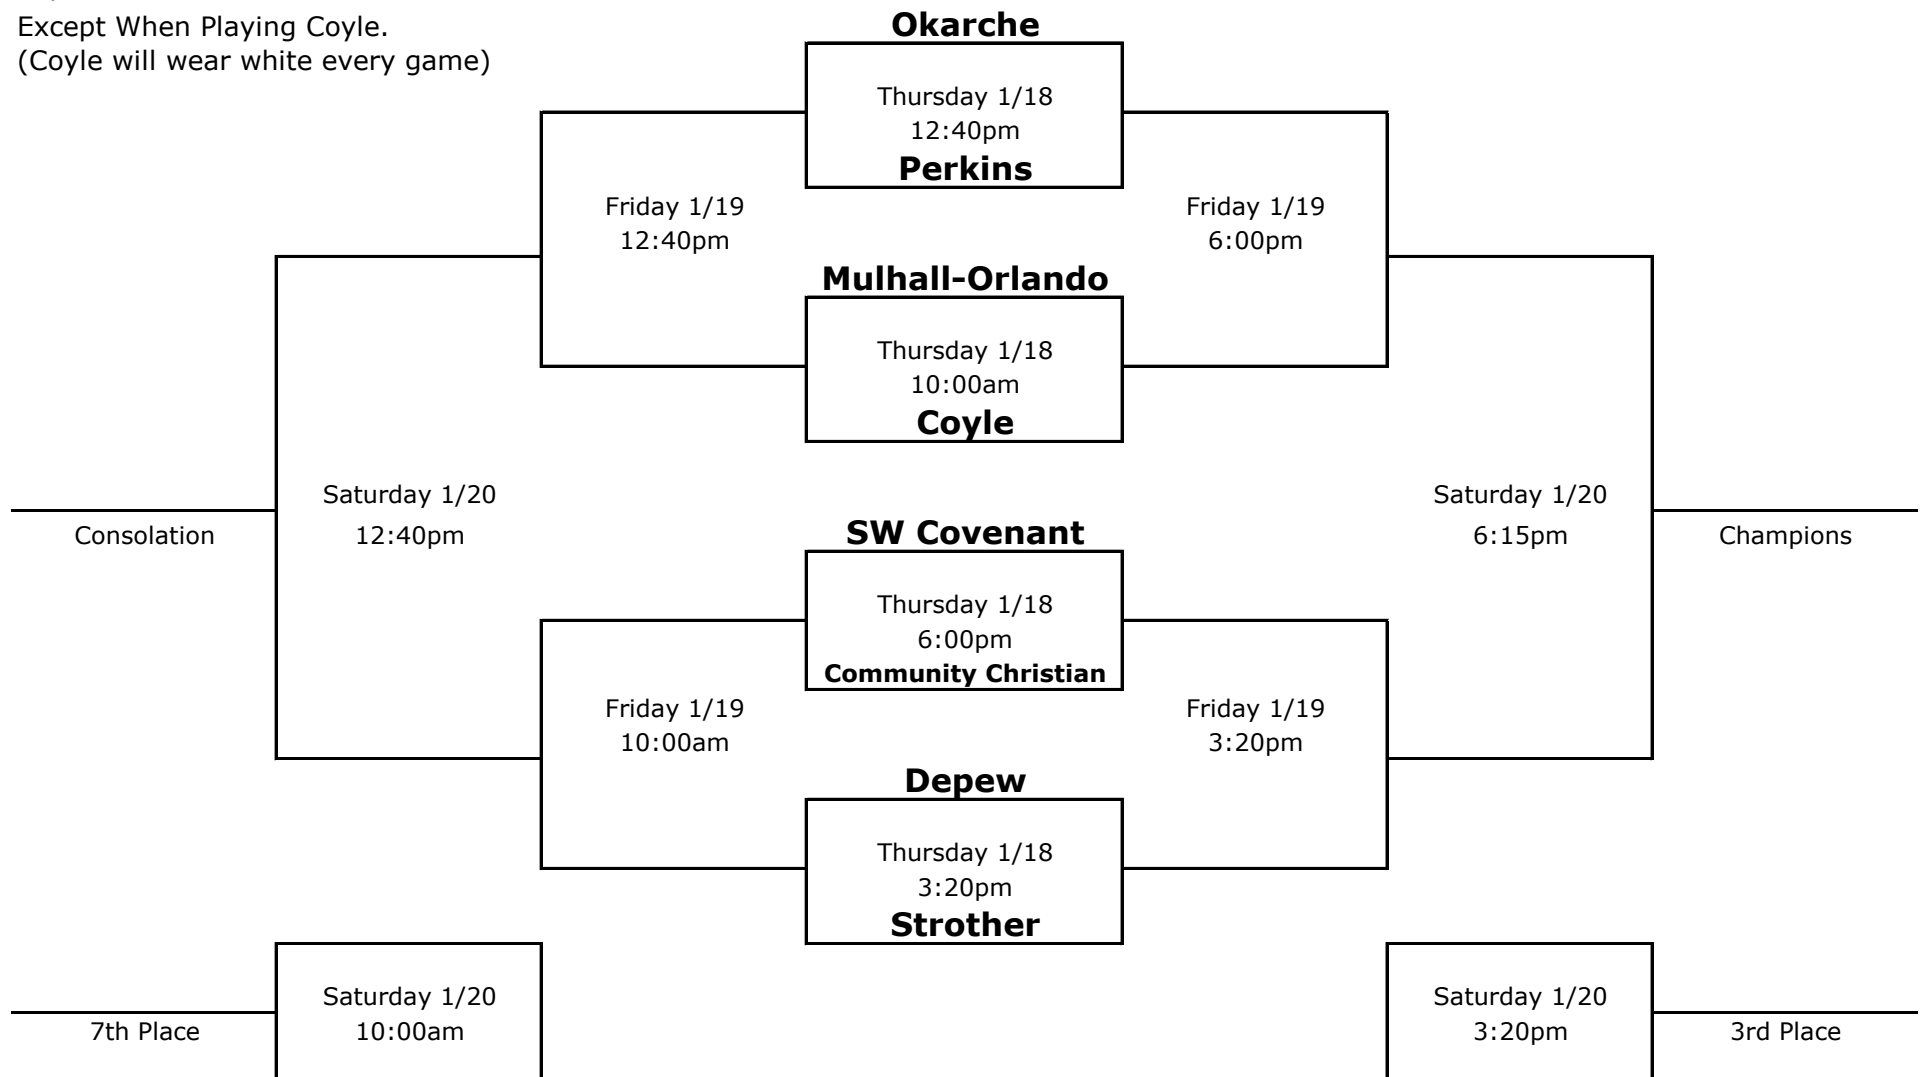 Except When Playing Coyle.
(Coyle will wear white every game)
Okarche
Thursday 1/18
12:40pm
Perkins
Friday 1/19
12:40pm
Friday 1/19
6:00pm
Mulhall-Orlando
Thursday 1/18
10:00am
Coyle
Saturday 1/20
12:40pm
Consolation
SW Covenant
Thursday 1/18
6:00pm
Community Christian
Saturday 1/20
6:15pm
Champions
Friday 1/19
10:00am
Friday 1/19
3:20pm
Depew
Thursday 1/18
3:20pm
Strother
Saturday 1/20
10:00am
7th Place
Saturday 1/20
3:20pm
3rd Place